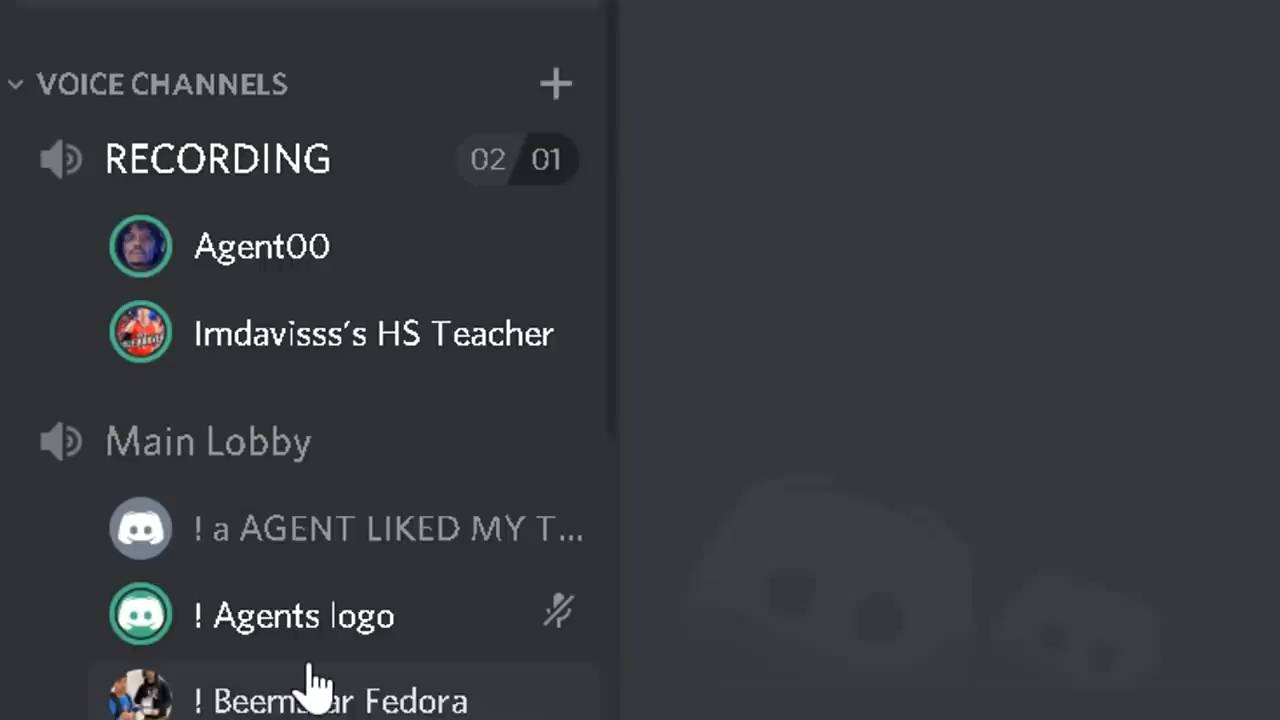 VOICE CHANNELS
RECORDING 02 01
Agent00
Imdavisss's HS Teacher
Main Lobby
! a AGENT LIKED MY T...
! Agents logo
! Fedora